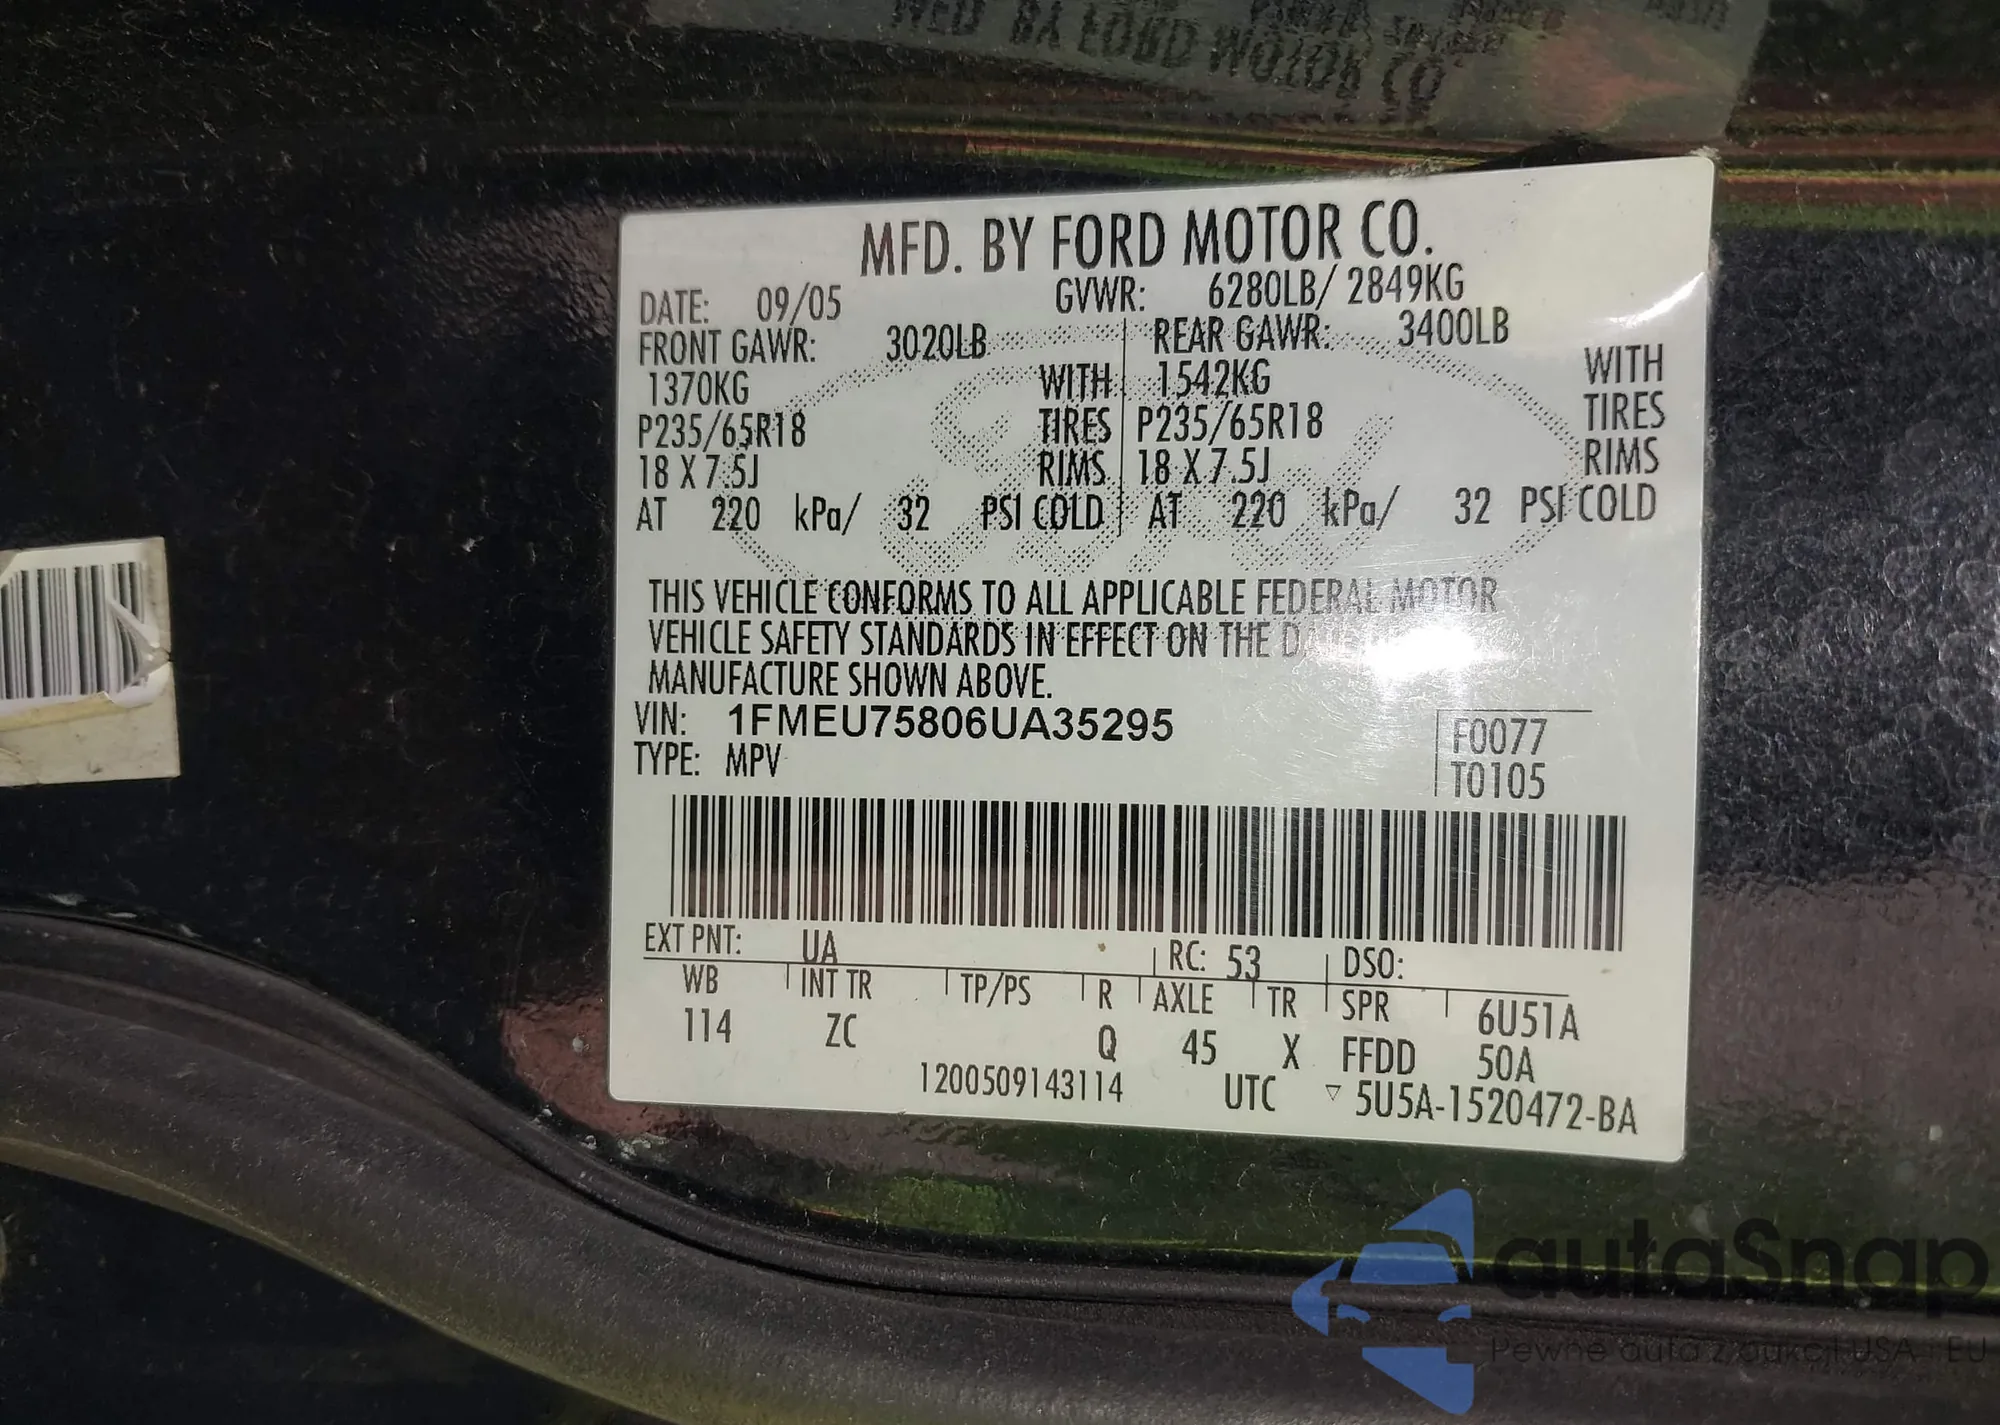 MFD. BY FORD MOTOR CO.
DATE: 09/05 GVWR: 6280LB/ 2849KG
FRONT GAWR: 3020LB REAR GAWR: 3400LB
1370KG WITH 1542KG WITH
P235/65R18 TIRES P235/65R18 TIRES
18 X 7.5J RIMS 18 X 7.5J RIMS
AT 220 kPa/ 32 PSI COLD AT 220 kPa/ 32 PSI COLD
THIS VEHICLE CONFORMS TO ALL APPLICABLE FEDERAL MOTOR
VEHICLE SAFETY STANDARDS IN EFFECT ON THE
MANUFACTURE SHOWN ABOVE.
VIN: 1FMEU75806UA35295
F0077
TYPE: MPV
T0105
EXT PNT: UA RC: 53 DSO:
WB INT TR TP/PS R AXLE TR SPR 6U51A
114 ZC Q 45 X FFDD 50A
1200509143114 UTC ▽ 5U5A-1520472-BA
autaSnap
Pewne auta z aukcji USA i EU